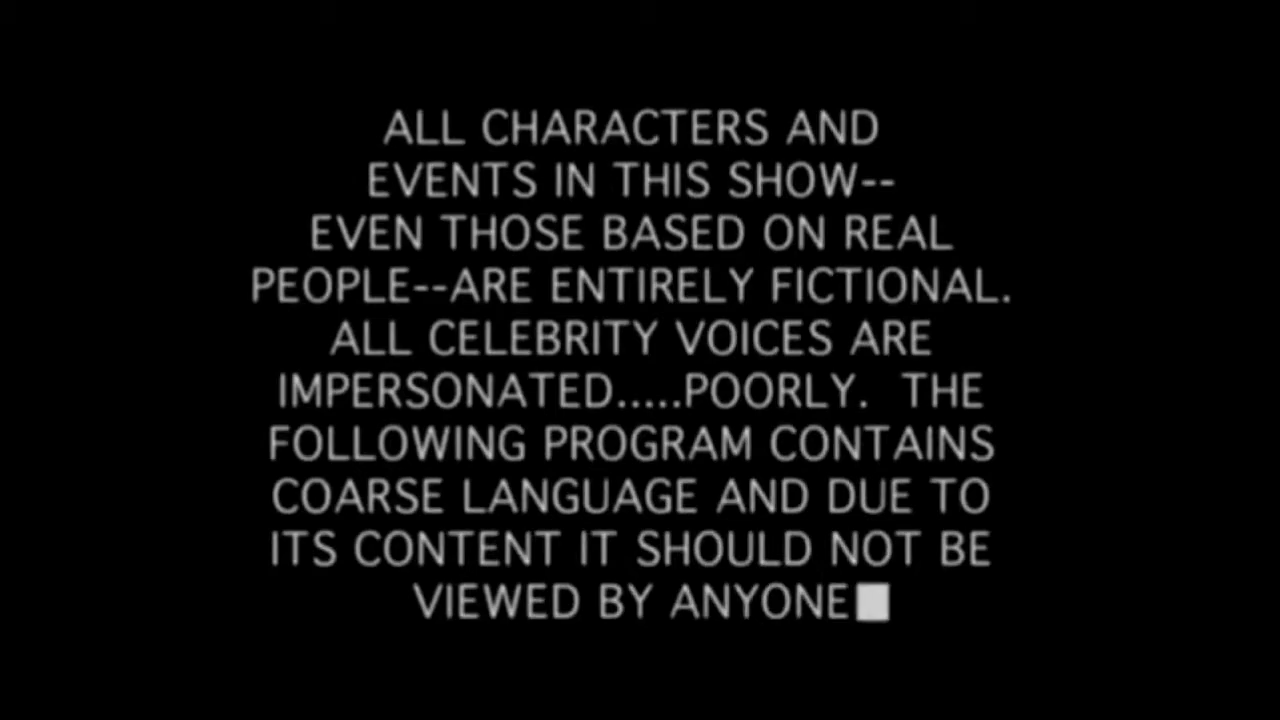 ALL CHARACTERS AND
EVENTS IN THIS SHOW--
EVEN THOSE BASED ON REAL
PEOPLE--ARE ENTIRELY FICTIONAL.
ALL CELEBRITY VOICES ARE
IMPERSONATED.....POORLY.  THE
FOLLOWING PROGRAM CONTAINS
COARSE LANGUAGE AND DUE TO
ITS CONTENT IT SHOULD NOT BE
VIEWED BY ANYONE